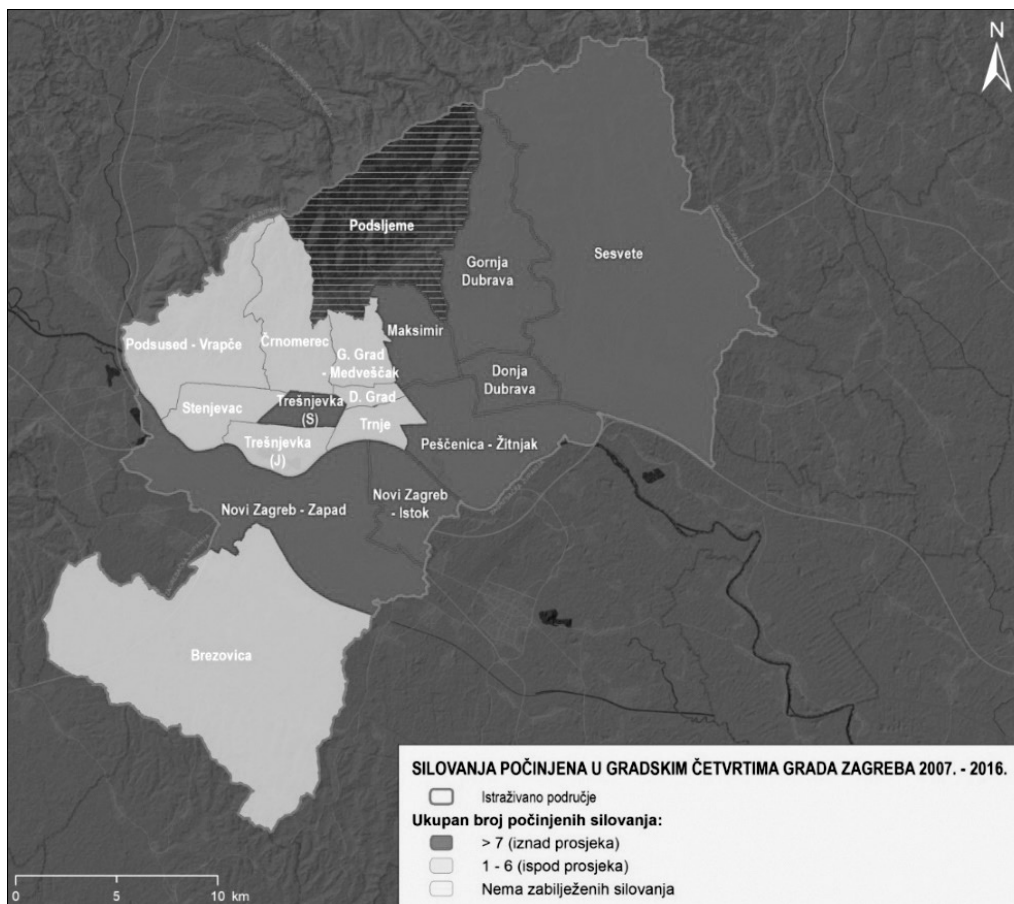 N
Podsljeme
Gornja
Dubrava
Sesvete
Maksimir
Podsused - Vrapče
Črnomerec
G. Grad
- Medveščak
Donja
Dubrava
Stenjevac
Trešnjevka
(S)
D. Grad
Trnje
Trešnjevka
(J)
Peščenica - Žitnjak
Novi Zagreb - Zapad
Novi Zagreb
- Istok
Brezovica
SILOVANJA POČINJENA U GRADSKIM ČETVRTIMA GRADA ZAGREBA 2007. - 2016.
Istraživano područje
Ukupan broj počinjenih silovanja:
> 7 (iznad prosjeka)
1 - 6 (ispod prosjeka)
Nema zabilježenih silovanja
0 5 10 km